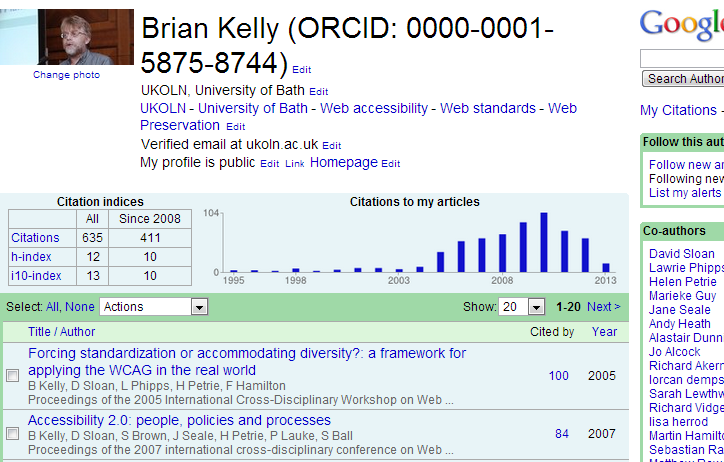 Change photo
Brian Kelly (ORCID: 0000-0001-
5875-8744) Edit
UKOLN, University of Bath Edit
UKOLN - University of Bath - Web accessibility - Web standards - Web
Preservation Edit
Verified email at ukoln.ac.uk Edit
My profile is public Edit Link Homepage Edit
Citation indices
All Since 2008
Citations 635 411
h-index 12 10
i10-index 13 10
Citations to my articles
104
0
1995 1998 2003 2008 2013
Select: All, None Actions Show: 20 1-20 Next >
Title / Author Cited by Year
Forcing standardization or accommodating diversity?: a framework for
applying the WCAG in the real world
B Kelly, D Sloan, L Phipps, H Petrie, F Hamilton
Proceedings of the 2005 International Cross-Disciplinary Workshop on Web ...
100 2005
Accessibility 2.0: people, policies and processes
B Kelly, D Sloan, S Brown, J Seale, H Petrie, P Lauke, S Ball
Proceedings of the 2007 international cross-disciplinary conference on Web ...
84 2007
Google
Search Author
My Citations -
Follow this aut
Follow new ar
Following new
List my alerts
Co-authors
David Sloan
Lawrie Phipps
Helen Petrie
Marieke Guy
Jane Seale
Andy Heath
Alastair Dunn
Jo Alcock
Richard Akerr
lorcan demps
Sarah Lewthw
Richard Vidge
lisa herrod
Martin Hamilto
Sebastian Ra